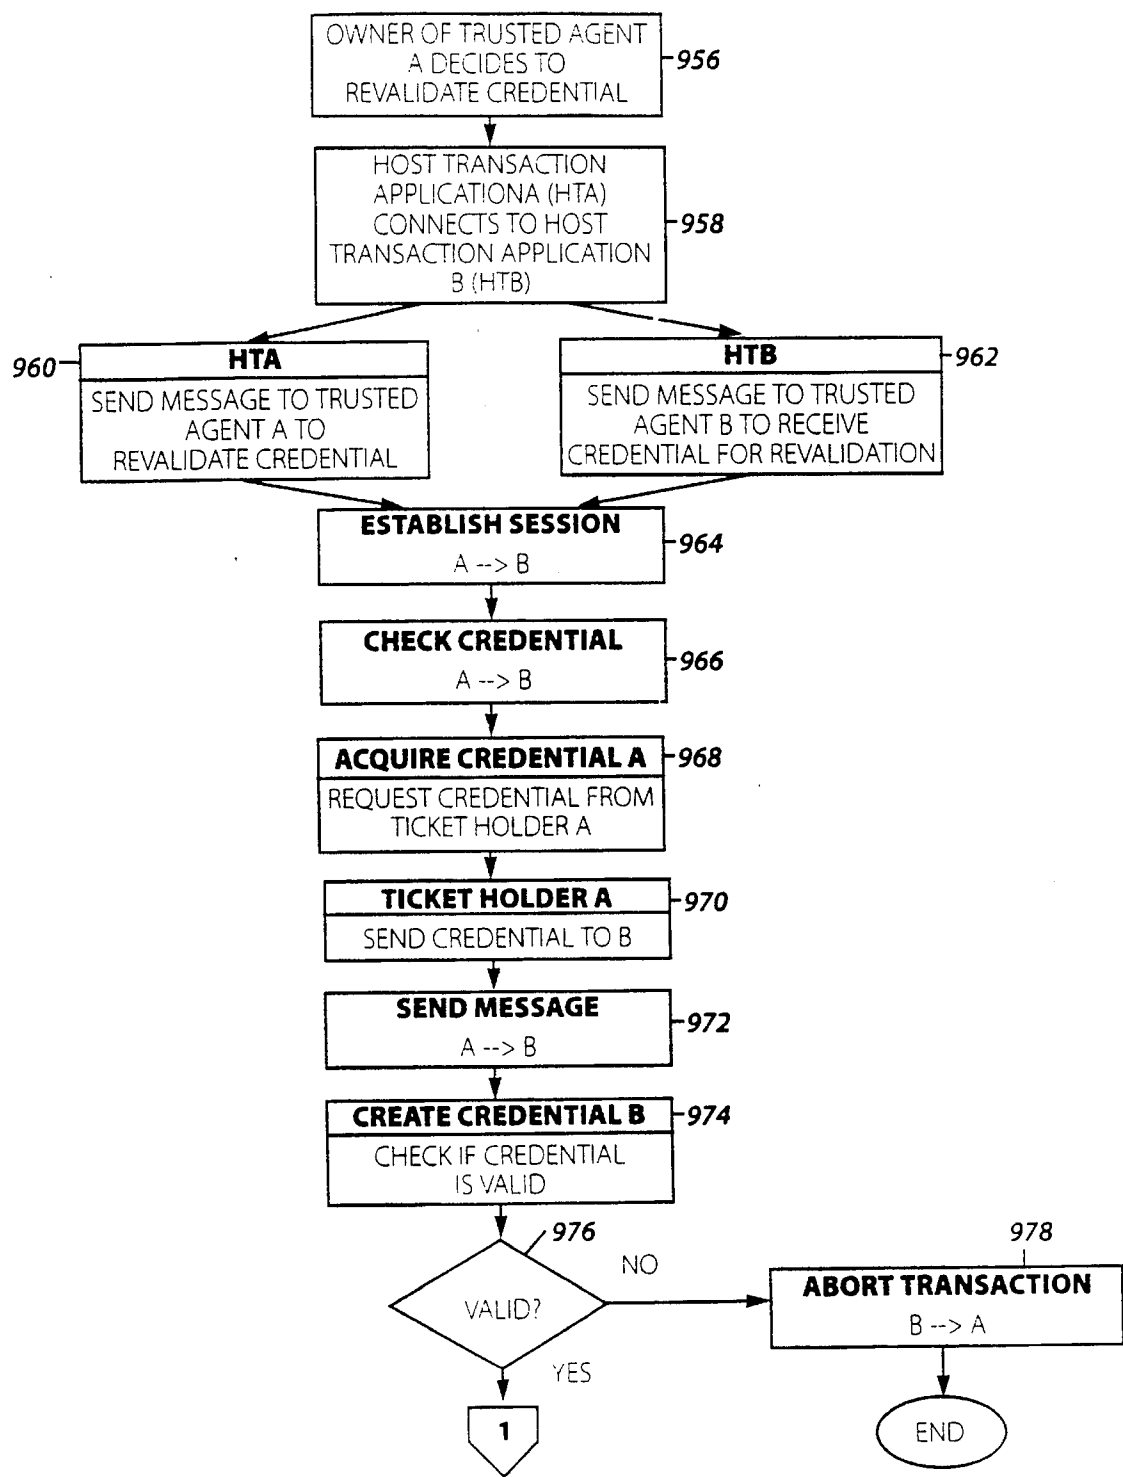 OWNER OF TRUSTED AGENT
A DECIDES TO
REVALIDATE CREDENTIAL
956
HOST TRANSACTION
APPLICATIONA (HTA)
CONNECTS TO HOST
TRANSACTION APPLICATION
B (HTB)
958
960
HTA
SEND MESSAGE TO TRUSTED
AGENT A TO
REVALIDATE CREDENTIAL
HTB
962
SEND MESSAGE TO TRUSTED
AGENT B TO RECEIVE
CREDENTIAL FOR REVALIDATION
ESTABLISH SESSION
964
A --> B
CHECK CREDENTIAL
966
A --> B
ACQUIRE CREDENTIAL A
968
REQUEST CREDENTIAL FROM
TICKET HOLDER A
TICKET HOLDER A
970
SEND CREDENTIAL TO B
SEND MESSAGE
972
A --> B
CREATE CREDENTIAL B
974
CHECK IF CREDENTIAL
IS VALID
976
VALID?
NO
978
ABORT TRANSACTION
B --> A
YES
1
END